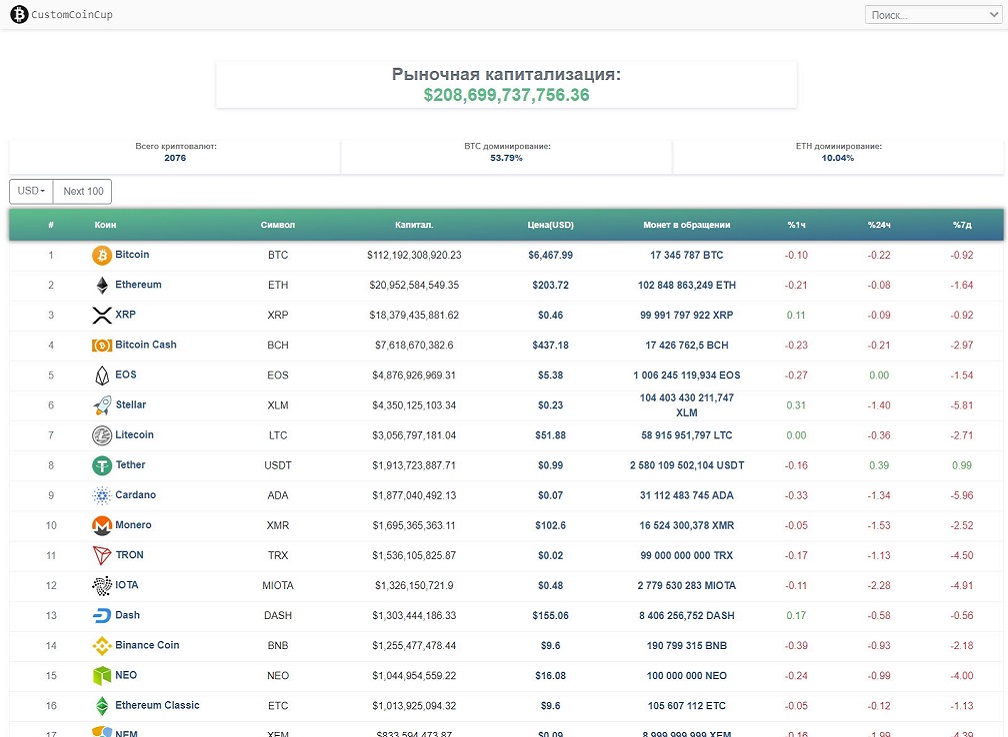 CustomCoinCup
Поиск...
Рыночная капитализация:
$208,699,737,756.36
Всего криптовалют:
2076
BTC доминирование:
53.79%
ETH доминирование:
10.04%
USD Next 100
# Коин Символ Капитал. Цена(USD) Монет в обращении %1ч %24ч %7д
1 Bitcoin BTC $112,192,308,920.23 $6,467.99 17 345 787 BTC -0.10 -0.22 -0.92
2 Ethereum ETH $20,952,584,549.35 $203.72 102 848 863,249 ETH -0.21 -0.08 -1.64
3 XRP XRP $18,379,435,881.62 $0.46 99 991 797 922 XRP 0.11 -0.09 -0.92
4 Bitcoin Cash BCH $7,618,670,382.6 $437.18 17 426 762,5 BCH -0.23 -0.21 -2.97
5 EOS EOS $4,876,926,969.31 $5.38 1 006 245 119,934 EOS -0.27 0.00 -1.54
6 Stellar XLM $4,350,125,103.34 $0.23 104 403 430 211,747 XLM 0.31 -1.40 -5.81
7 Litecoin LTC $3,056,797,181.04 $51.88 58 915 951,797 LTC 0.00 -0.36 -2.71
8 Tether USDT $1,913,723,887.71 $0.99 2 580 109 502,104 USDT -0.16 0.39 0.99
9 Cardano ADA $1,877,040,492.13 $0.07 31 112 483 745 ADA -0.33 -1.34 -5.96
10 Monero XMR $1,695,365,363.11 $102.6 16 524 300,378 XMR -0.05 -1.53 -2.52
11 TRON TRX $1,536,105,825.87 $0.02 99 000 000 000 TRX -0.17 -1.13 -4.50
12 IOTA MIOTA $1,326,150,721.9 $0.48 2 779 530 283 MIOTA -0.11 -2.28 -4.91
13 Dash DASH $1,303,444,186.33 $155.06 8 406 256,752 DASH 0.17 -0.58 -0.56
14 Binance Coin BNB $1,255,477,478.44 $9.6 190 799 315 BNB -0.39 -0.93 -2.18
15 NEO NEO $1,044,954,559.22 $16.08 100 000 000 NEO -0.24 -0.99 -4.00
16 Ethereum Classic ETC $1,013,925,094.32 $9.6 105 607 112 ETC -0.05 -0.12 -1.13
17 NEM XEM $833,594,473.87 $0.09 8 999 999 999 XEM -0.16 -1.99 -4.39